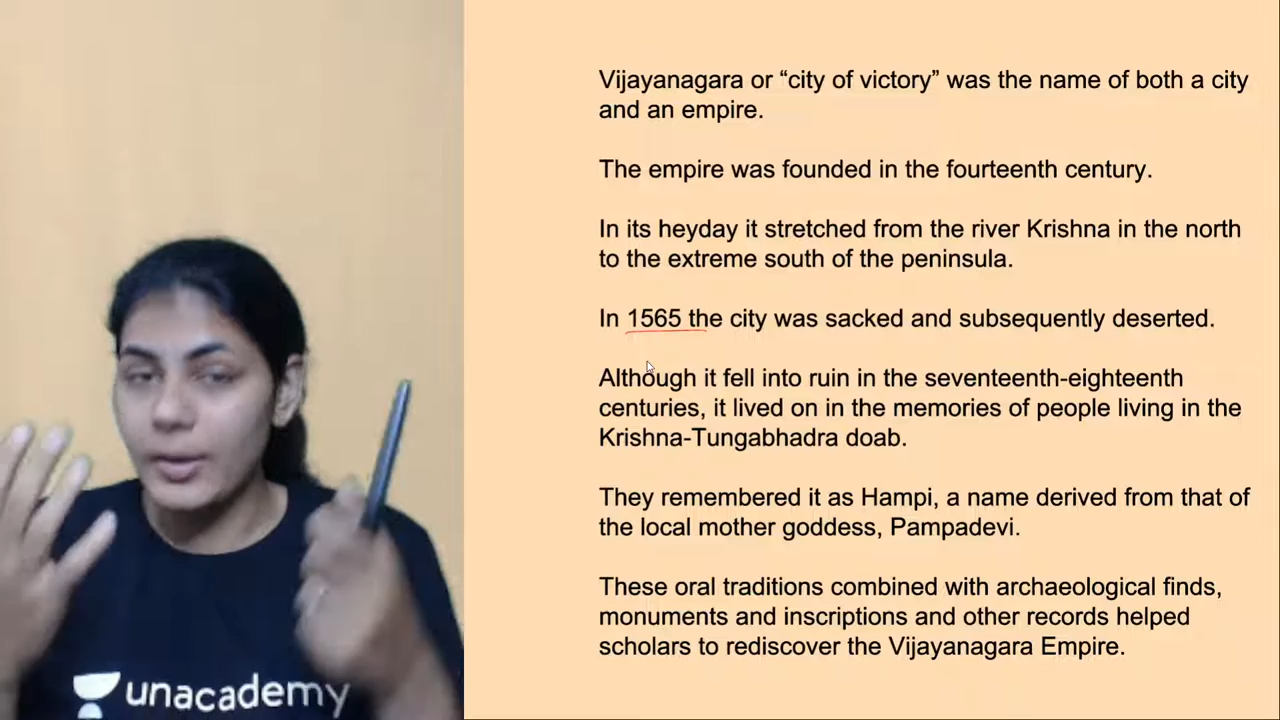 Vijayanagara or “city of victory” was the name of both a city
and an empire.
The empire was founded in the fourteenth century.
In its heyday it stretched from the river Krishna in the north
to the extreme south of the peninsula.
In 1565 the city was sacked and subsequently deserted.
Although it fell into ruin in the seventeenth-eighteenth
centuries, it lived on in the memories of people living in the
Krishna-Tungabhadra doab.
They remembered it as Hampi, a name derived from that of
the local mother goddess, Pampadevi.
These oral traditions combined with archaeological finds,
monuments and inscriptions and other records helped
scholars to rediscover the Vijayanagara Empire.
unacademy